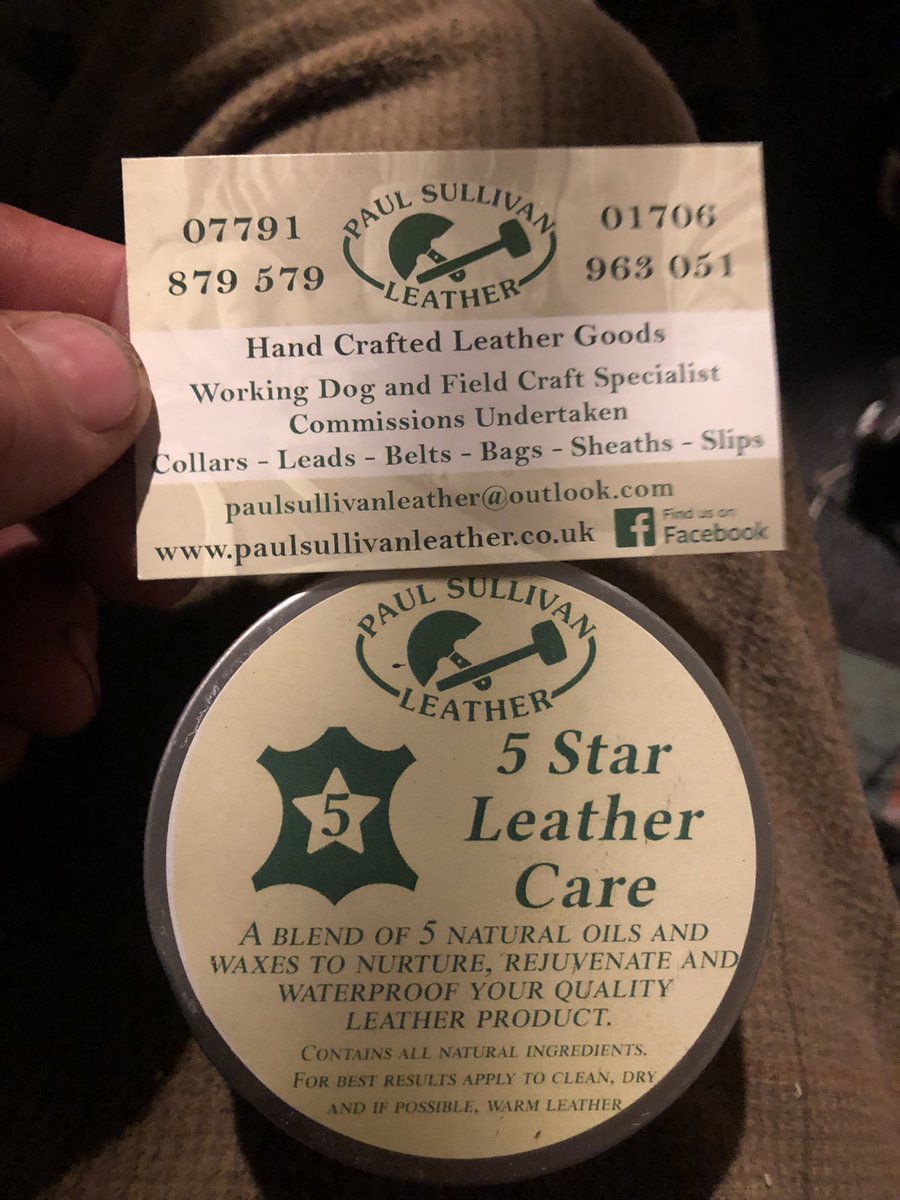 PAUL SULLIVAN
LEATHER
07791
879 579
01706
963 051
Hand Crafted Leather Goods
Working Dog and Field Craft Specialist
Commissions Undertaken
Collars - Leads - Belts - Bags - Sheaths - Slips
paulsullivanleather@outlook.com
www.paulsullivanleather.co.uk
f
Find us on
Facebook
PAUL SULLIVAN
LEATHER
5
5 Star
Leather
Care
A BLEND OF 5 NATURAL OILS AND
WAXES TO NURTURE, REJUVENATE AND
WATERPROOF YOUR QUALITY
LEATHER PRODUCT.
CONTAINS ALL NATURAL INGREDIENTS.
FOR BEST RESULTS APPLY TO CLEAN, DRY
AND IF POSSIBLE, WARM LEATHER